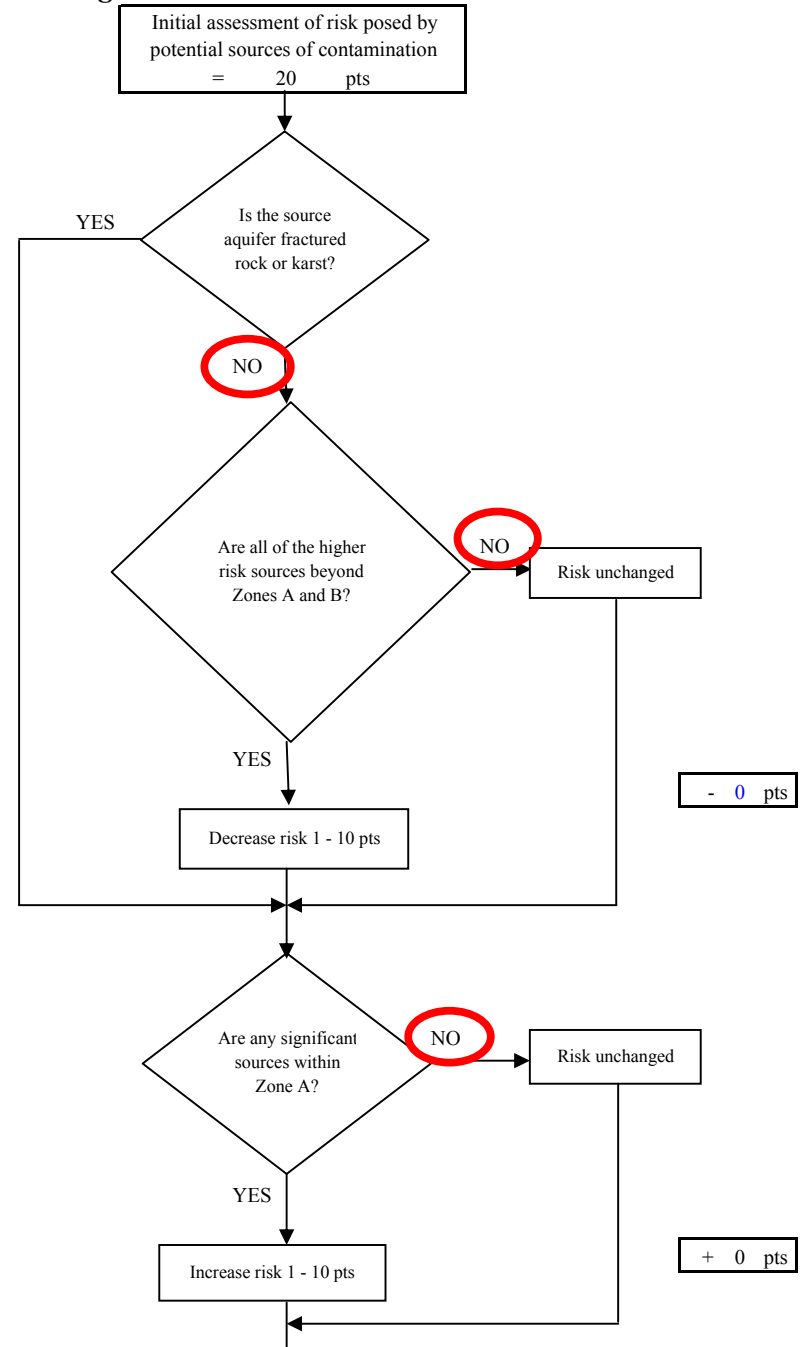 Initial assessment of risk posed by
potential sources of contamination
= 20 pts
YES
Is the source
aquifer fractured
rock or karst?
NO
Are all of the higher
risk sources beyond
Zones A and B?
NO
Risk unchanged
YES
- 0 pts
Decrease risk 1 - 10 pts
Are any significant
sources within
Zone A?
NO
Risk unchanged
YES
+ 0 pts
Increase risk 1 - 10 pts